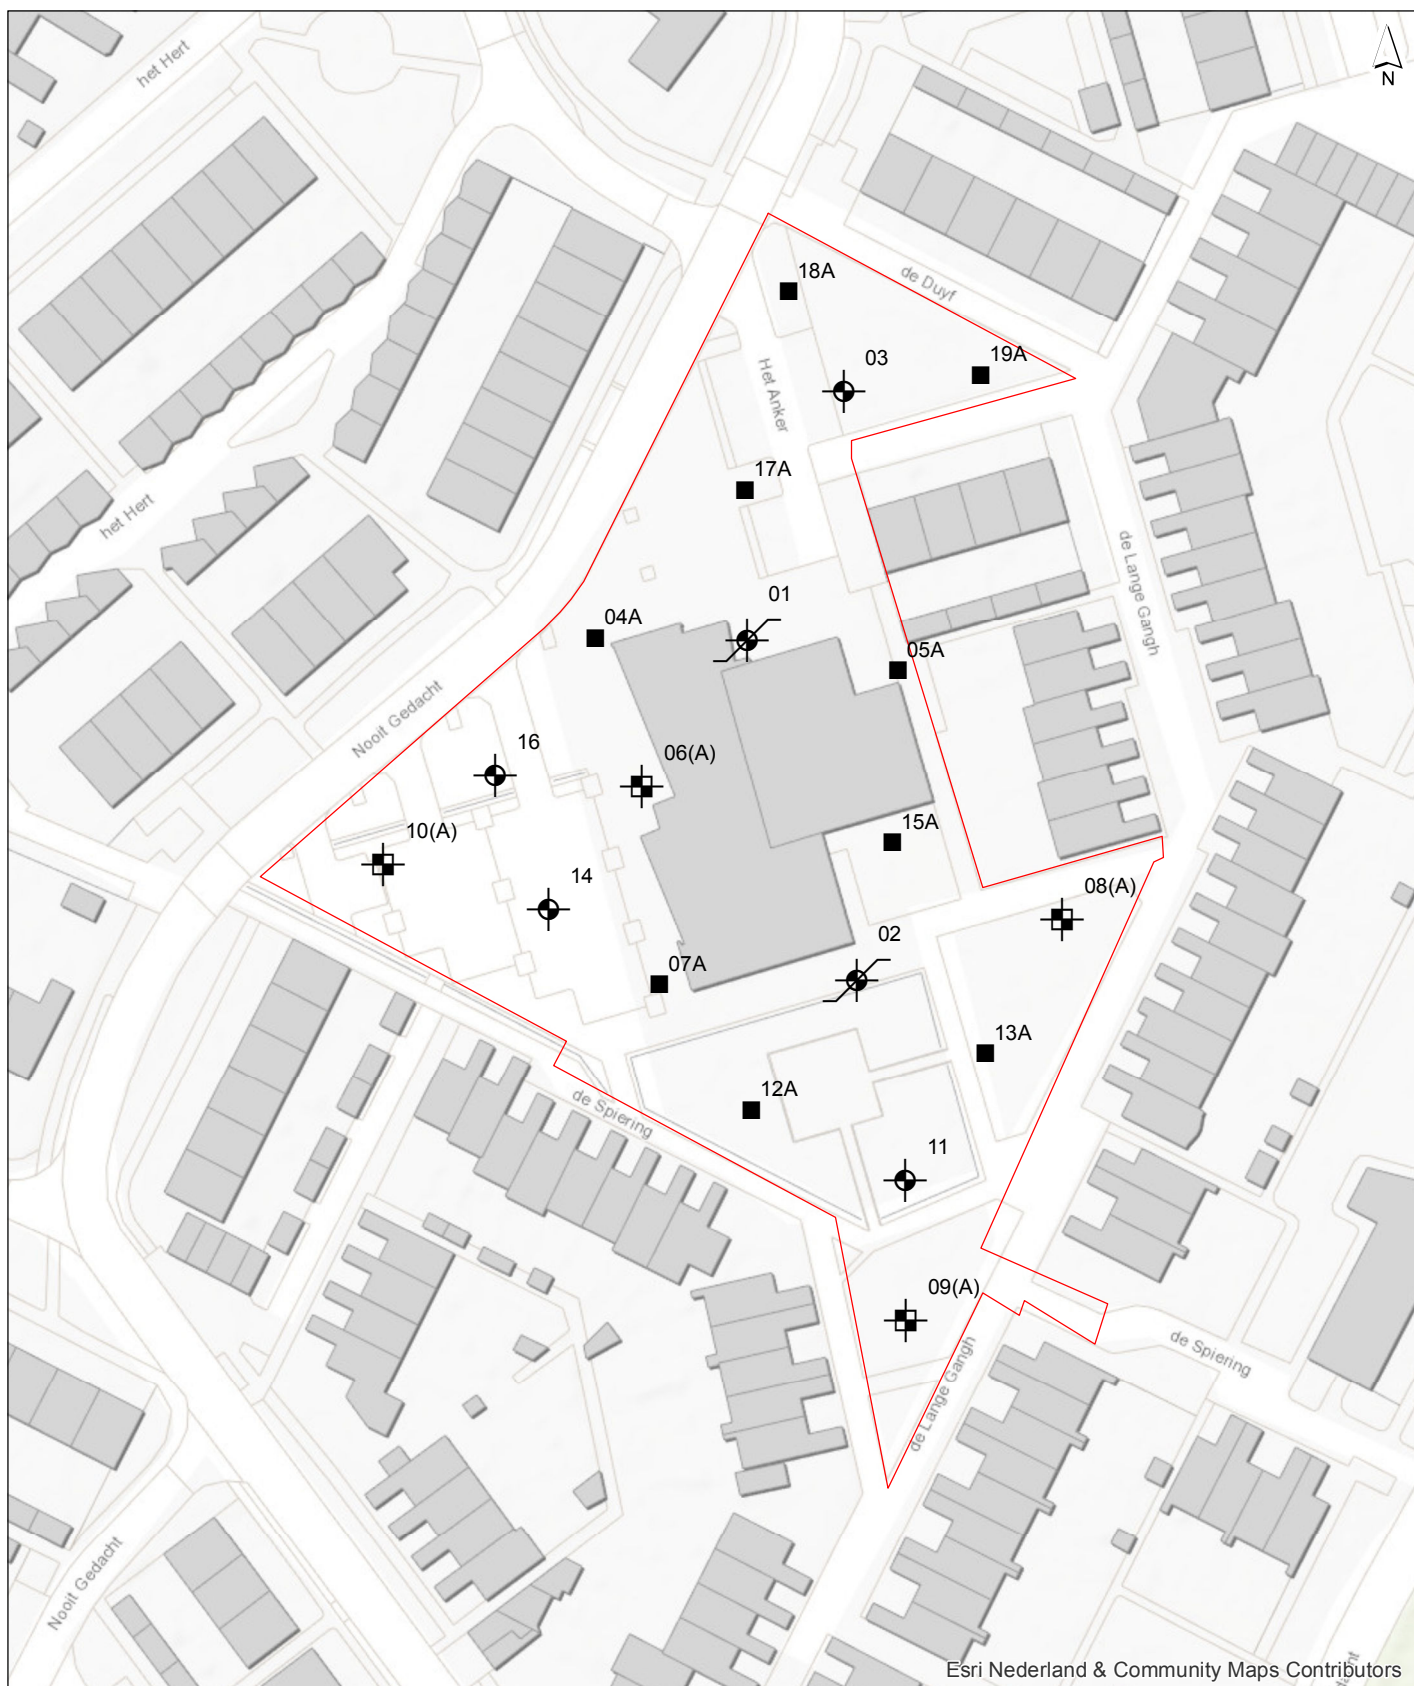 het Hert
N
de Duyf
18A
19A
03
Het Anker
17A
het Hert
de Lange Gangh
01
04A
05A
Nooit Gedacht
16
06(A)
10(A)
15A
14
08(A)
02
07A
13A
12A
de Spiering
11
09(A)
de Spiering
de Lange Gangh
Nooit Gedacht
Esri Nederland & Community Maps Contributors